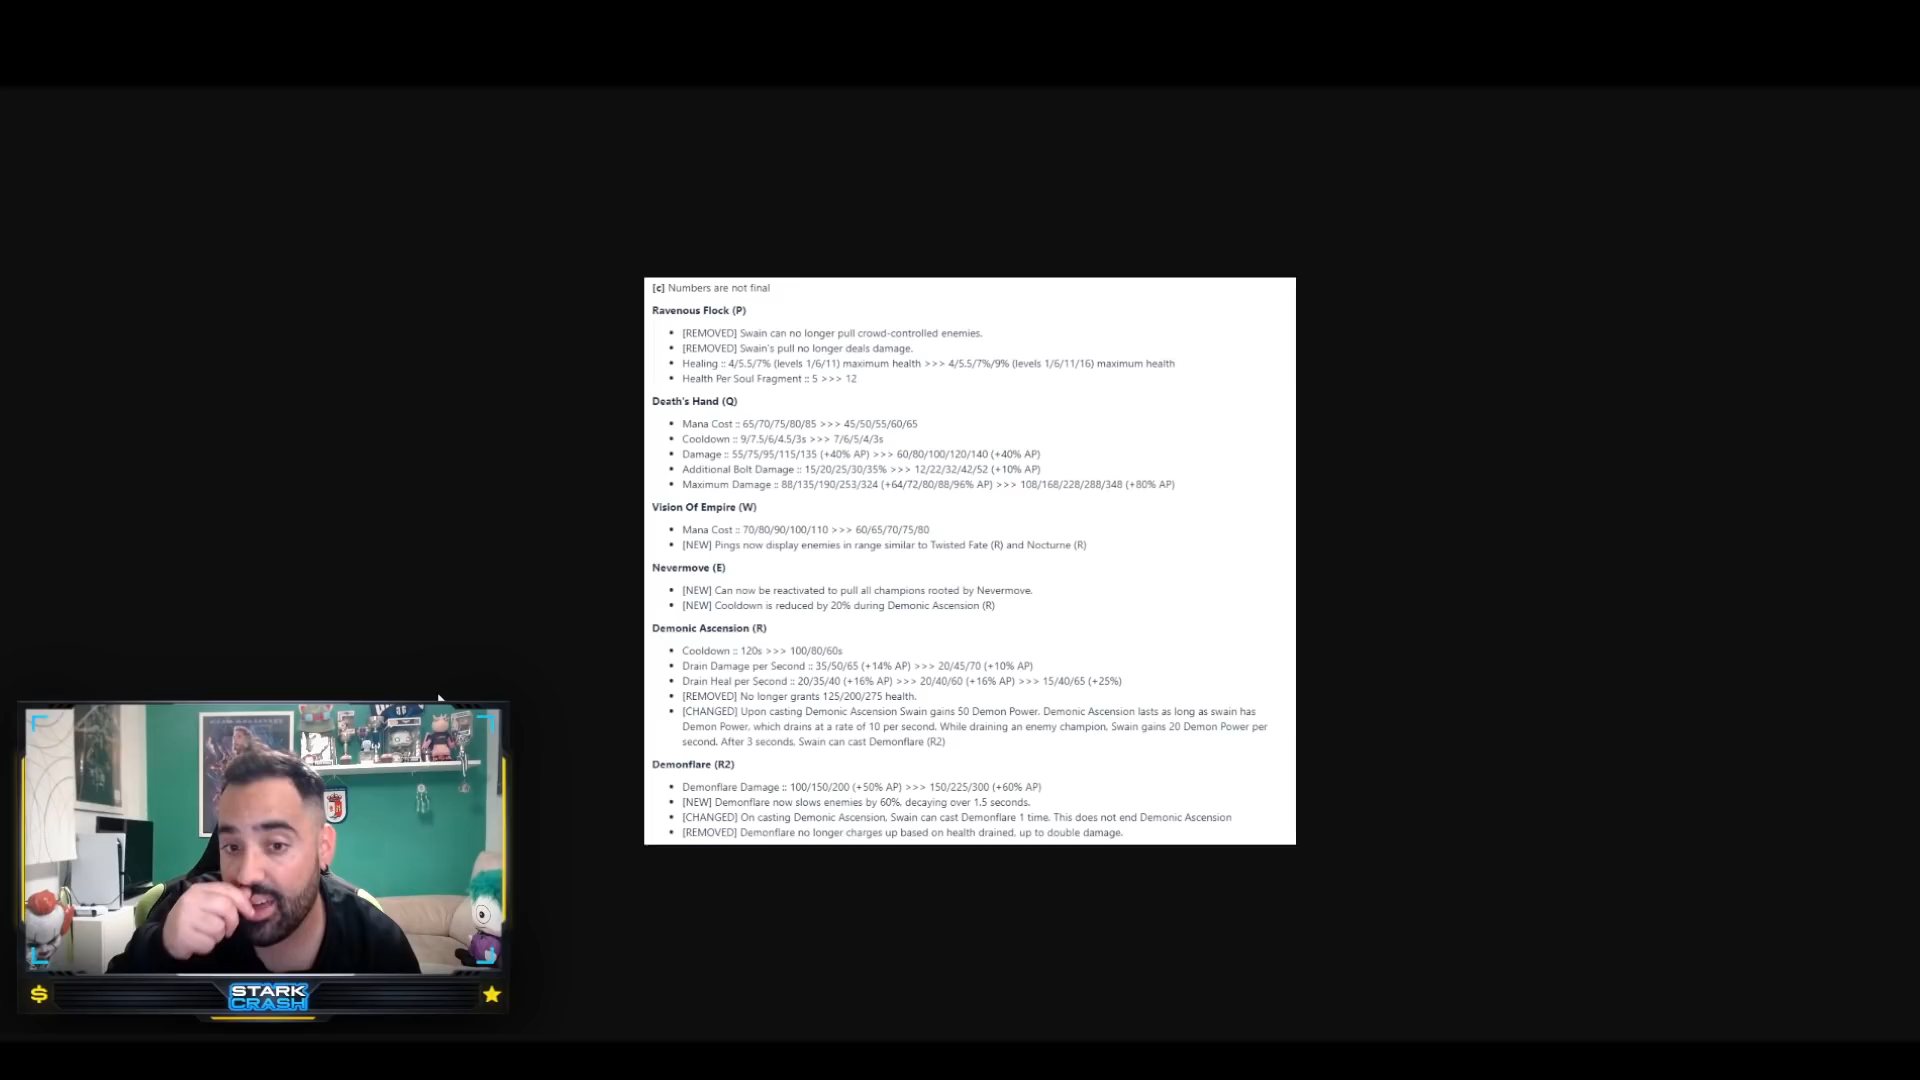 [c] Numbers are not final
Ravenous Flock (P)
• [REMOVED] Swain can no longer pull crowd-controlled enemies.
• [REMOVED] Swain's pull no longer deals damage.
• Healing :: 4/5.5/7% (levels 1/6/11) maximum health >>> 4/5.5/7%/9% (levels 1/6/11/16) maximum health
• Health Per Soul Fragment :: 5 >>> 12
Death's Hand (Q)
• Mana Cost :: 65/70/75/80/85 >>> 45/50/55/60/65
• Cooldown :: 9/7.5/6/4.5/3s >>> 7/6/5/4/3s
• Damage :: 55/75/95/115/135 (+40% AP) >>> 60/80/100/120/140 (+40% AP)
• Additional Bolt Damage :: 15/20/25/30/35% >>> 12/22/32/42/52 (+10% AP)
• Maximum Damage :: 88/135/190/253/324 (+64/72/80/88/96% AP) >>> 108/168/228/288/348 (+80% AP)
Vision Of Empire (W)
• Mana Cost :: 70/80/90/100/110 >>> 60/65/70/75/80
• [NEW] Pings now display enemies in range similar to Twisted Fate (R) and Nocturne (R)
Nevermove (E)
• [NEW] Can now be reactivated to pull all champions rooted by Nevermove.
• [NEW] Cooldown is reduced by 20% during Demonic Ascension (R)
Demonic Ascension (R)
• Cooldown :: 120s >>> 100/80/60s
• Drain Damage per Second :: 35/50/65 (+14% AP) >>> 20/45/70 (+10% AP)
• Drain Heal per Second :: 20/35/40 (+16% AP) >>> 20/40/60 (+16% AP) >>> 15/40/65 (+25%)
• [REMOVED] No longer grants 125/200/275 health.
• [CHANGED] Upon casting Demonic Ascension Swain gains 50 Demon Power. Demonic Ascension lasts as long as swain has
Demon Power, which drains at a rate of 10 per second. While draining an enemy champion, Swain gains 20 Demon Power per
second. After 3 seconds, Swain can cast Demonflare (R2)
Demonflare (R2)
• Demonflare Damage :: 100/150/200 (+50% AP) >>> 150/225/300 (+60% AP)
• [NEW] Demonflare now slows enemies by 60%, decaying over 1.5 seconds.
• [CHANGED] On casting Demonic Ascension, Swain can cast Demonflare 1 time. This does not end Demonic Ascension
• [REMOVED] Demonflare no longer charges up based on health drained, up to double damage.
$
STARK
CRASH